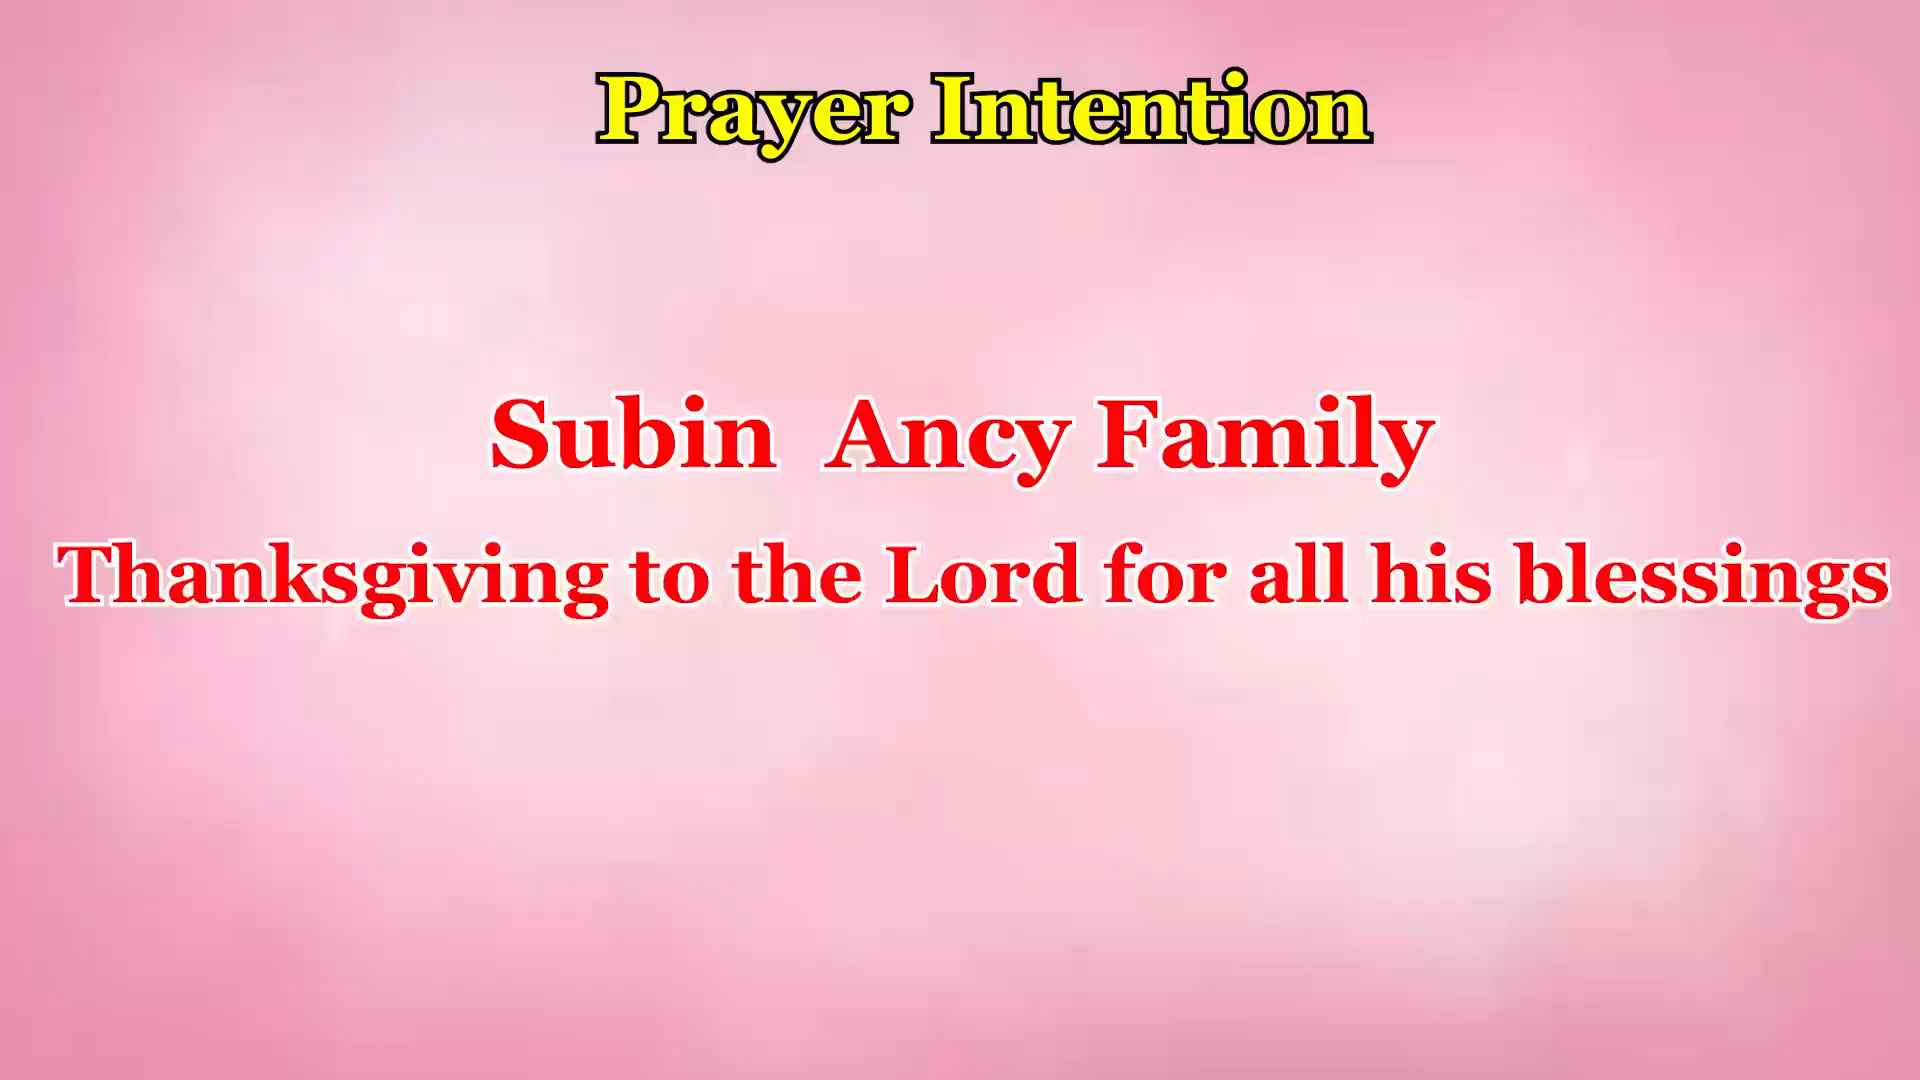 Prayer Intention
Subin  Ancy Family
Thanksgiving to the Lord for all his blessings